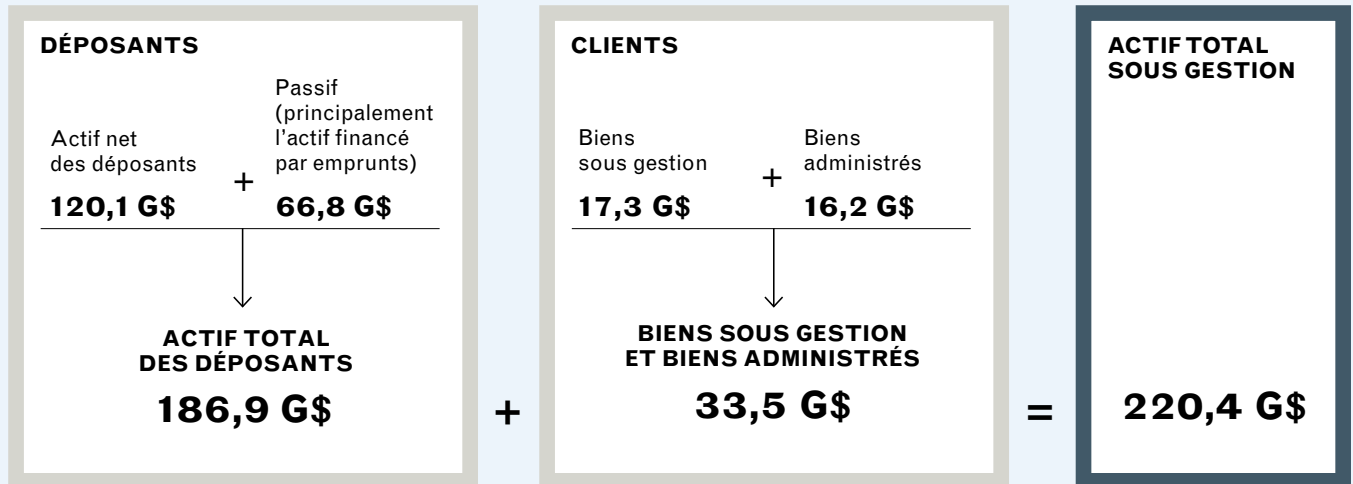 DÉPOSANTS
Actif net
des déposants
120,1 G$
+
Passif
(principalement
l'actif financé
par emprunts)
66,8 G$
ACTIF TOTAL
DES DÉPOSANTS
186,9 G$
+
CLIENTS
Biens
sous gestion
17,3 G$
+
Biens
administrés
16,2 G$
BIENS SOUS GESTION
ET BIENS ADMINISTRÉS
33,5 G$
=
ACTIF TOTAL
SOUS GESTION
220,4 G$